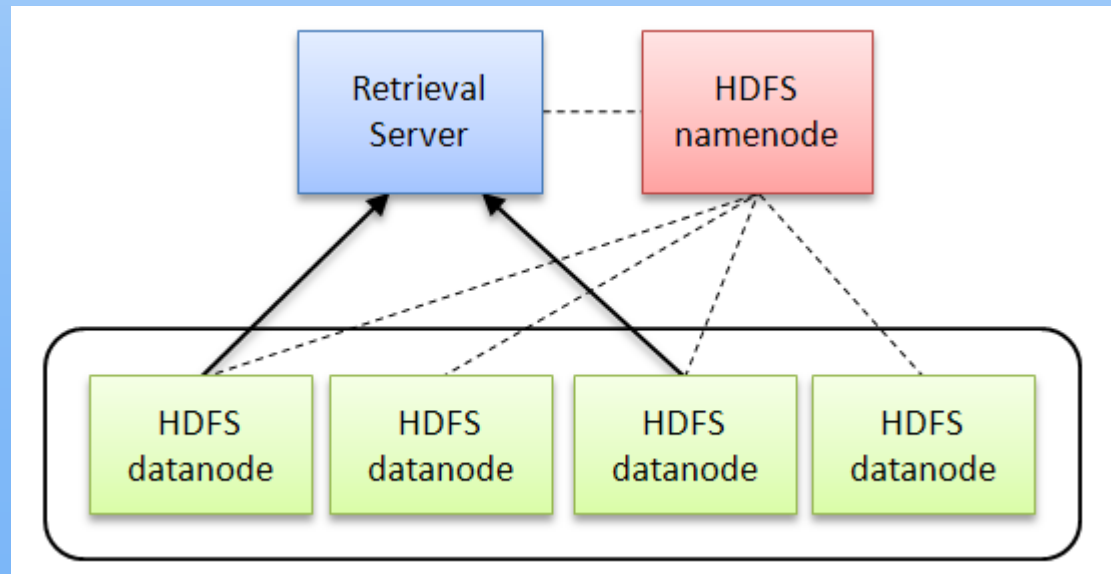 Retrieval
Server
HDFS
namenode
HDFS
datanode
HDFS
datanode
HDFS
datanode
HDFS
datanode